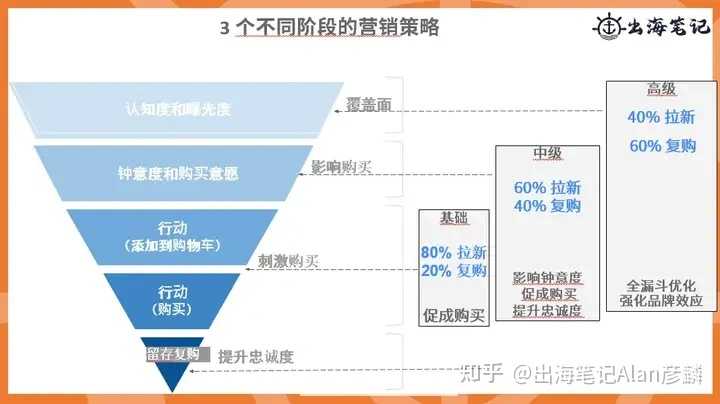 3 个不同阶段的营销策略
出海笔记
认知度和曝光度
覆盖面
高级
40% 拉新
60% 复购
钟意度和购买意愿
影响购买
中级
60% 拉新
40% 复购
行动
（添加到购物车）
刺激购买
基础
80% 拉新
20% 复购
行动
（购买）
促成购买
影响钟意度
促成购买
提升忠诚度
全漏斗优化
强化品牌效应
留存复购
提升忠诚度
知乎 @出海笔记Alan彦麟